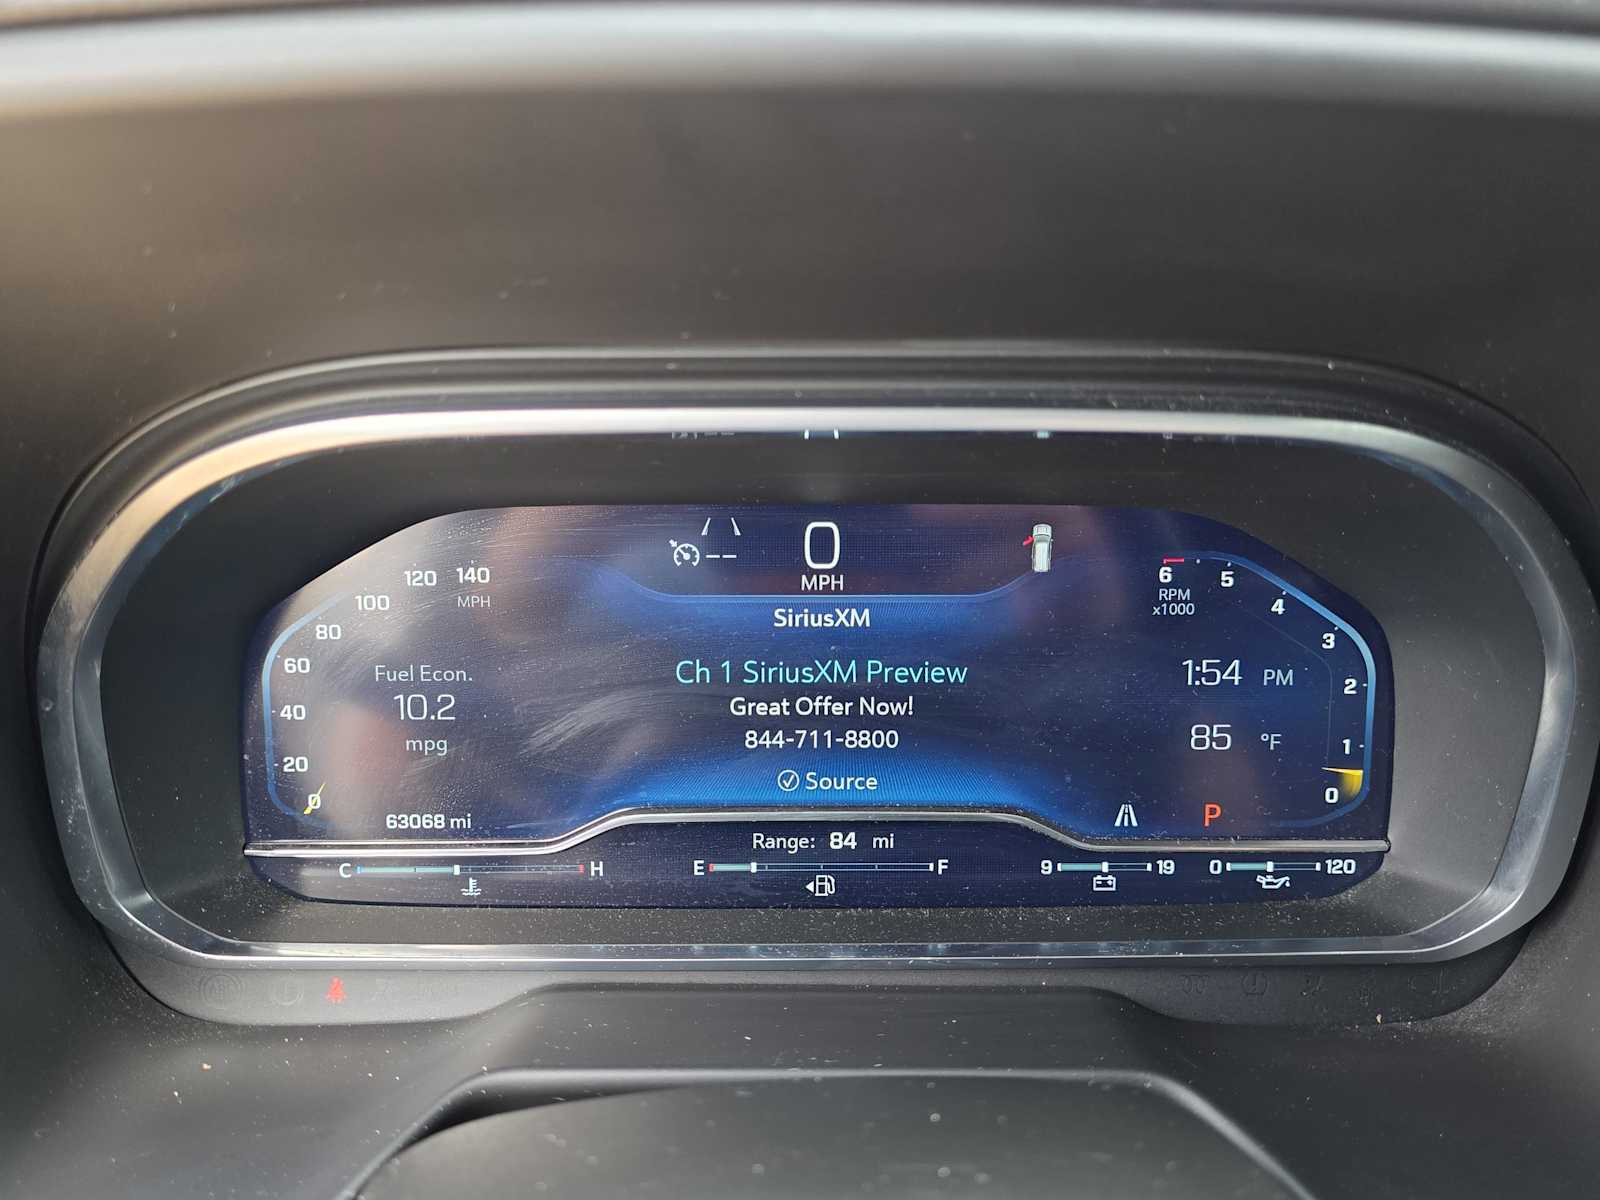 0
MPH
120 140
MPH
100
80
60
40
20
0
Fuel Econ.
10.2
mpg
63068 mi
SiriusXM
Ch 1 SiriusXM Preview
Great Offer Now!
844-711-8800
Source
6 5
RPM
x1000
4
3
2
1
0
1:54 PM
85 °F
P
Range: 84 mi
C H
E F
9 19
0 120